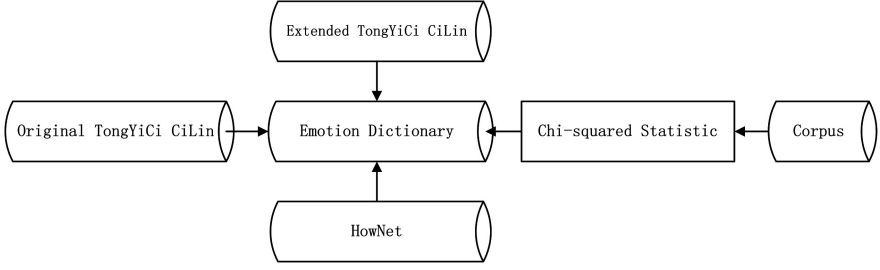 Extended TongYiCi CiLin
Original TongYiCi CiLin
Emotion Dictionary
Chi-squared Statistic
Corpus
HowNet